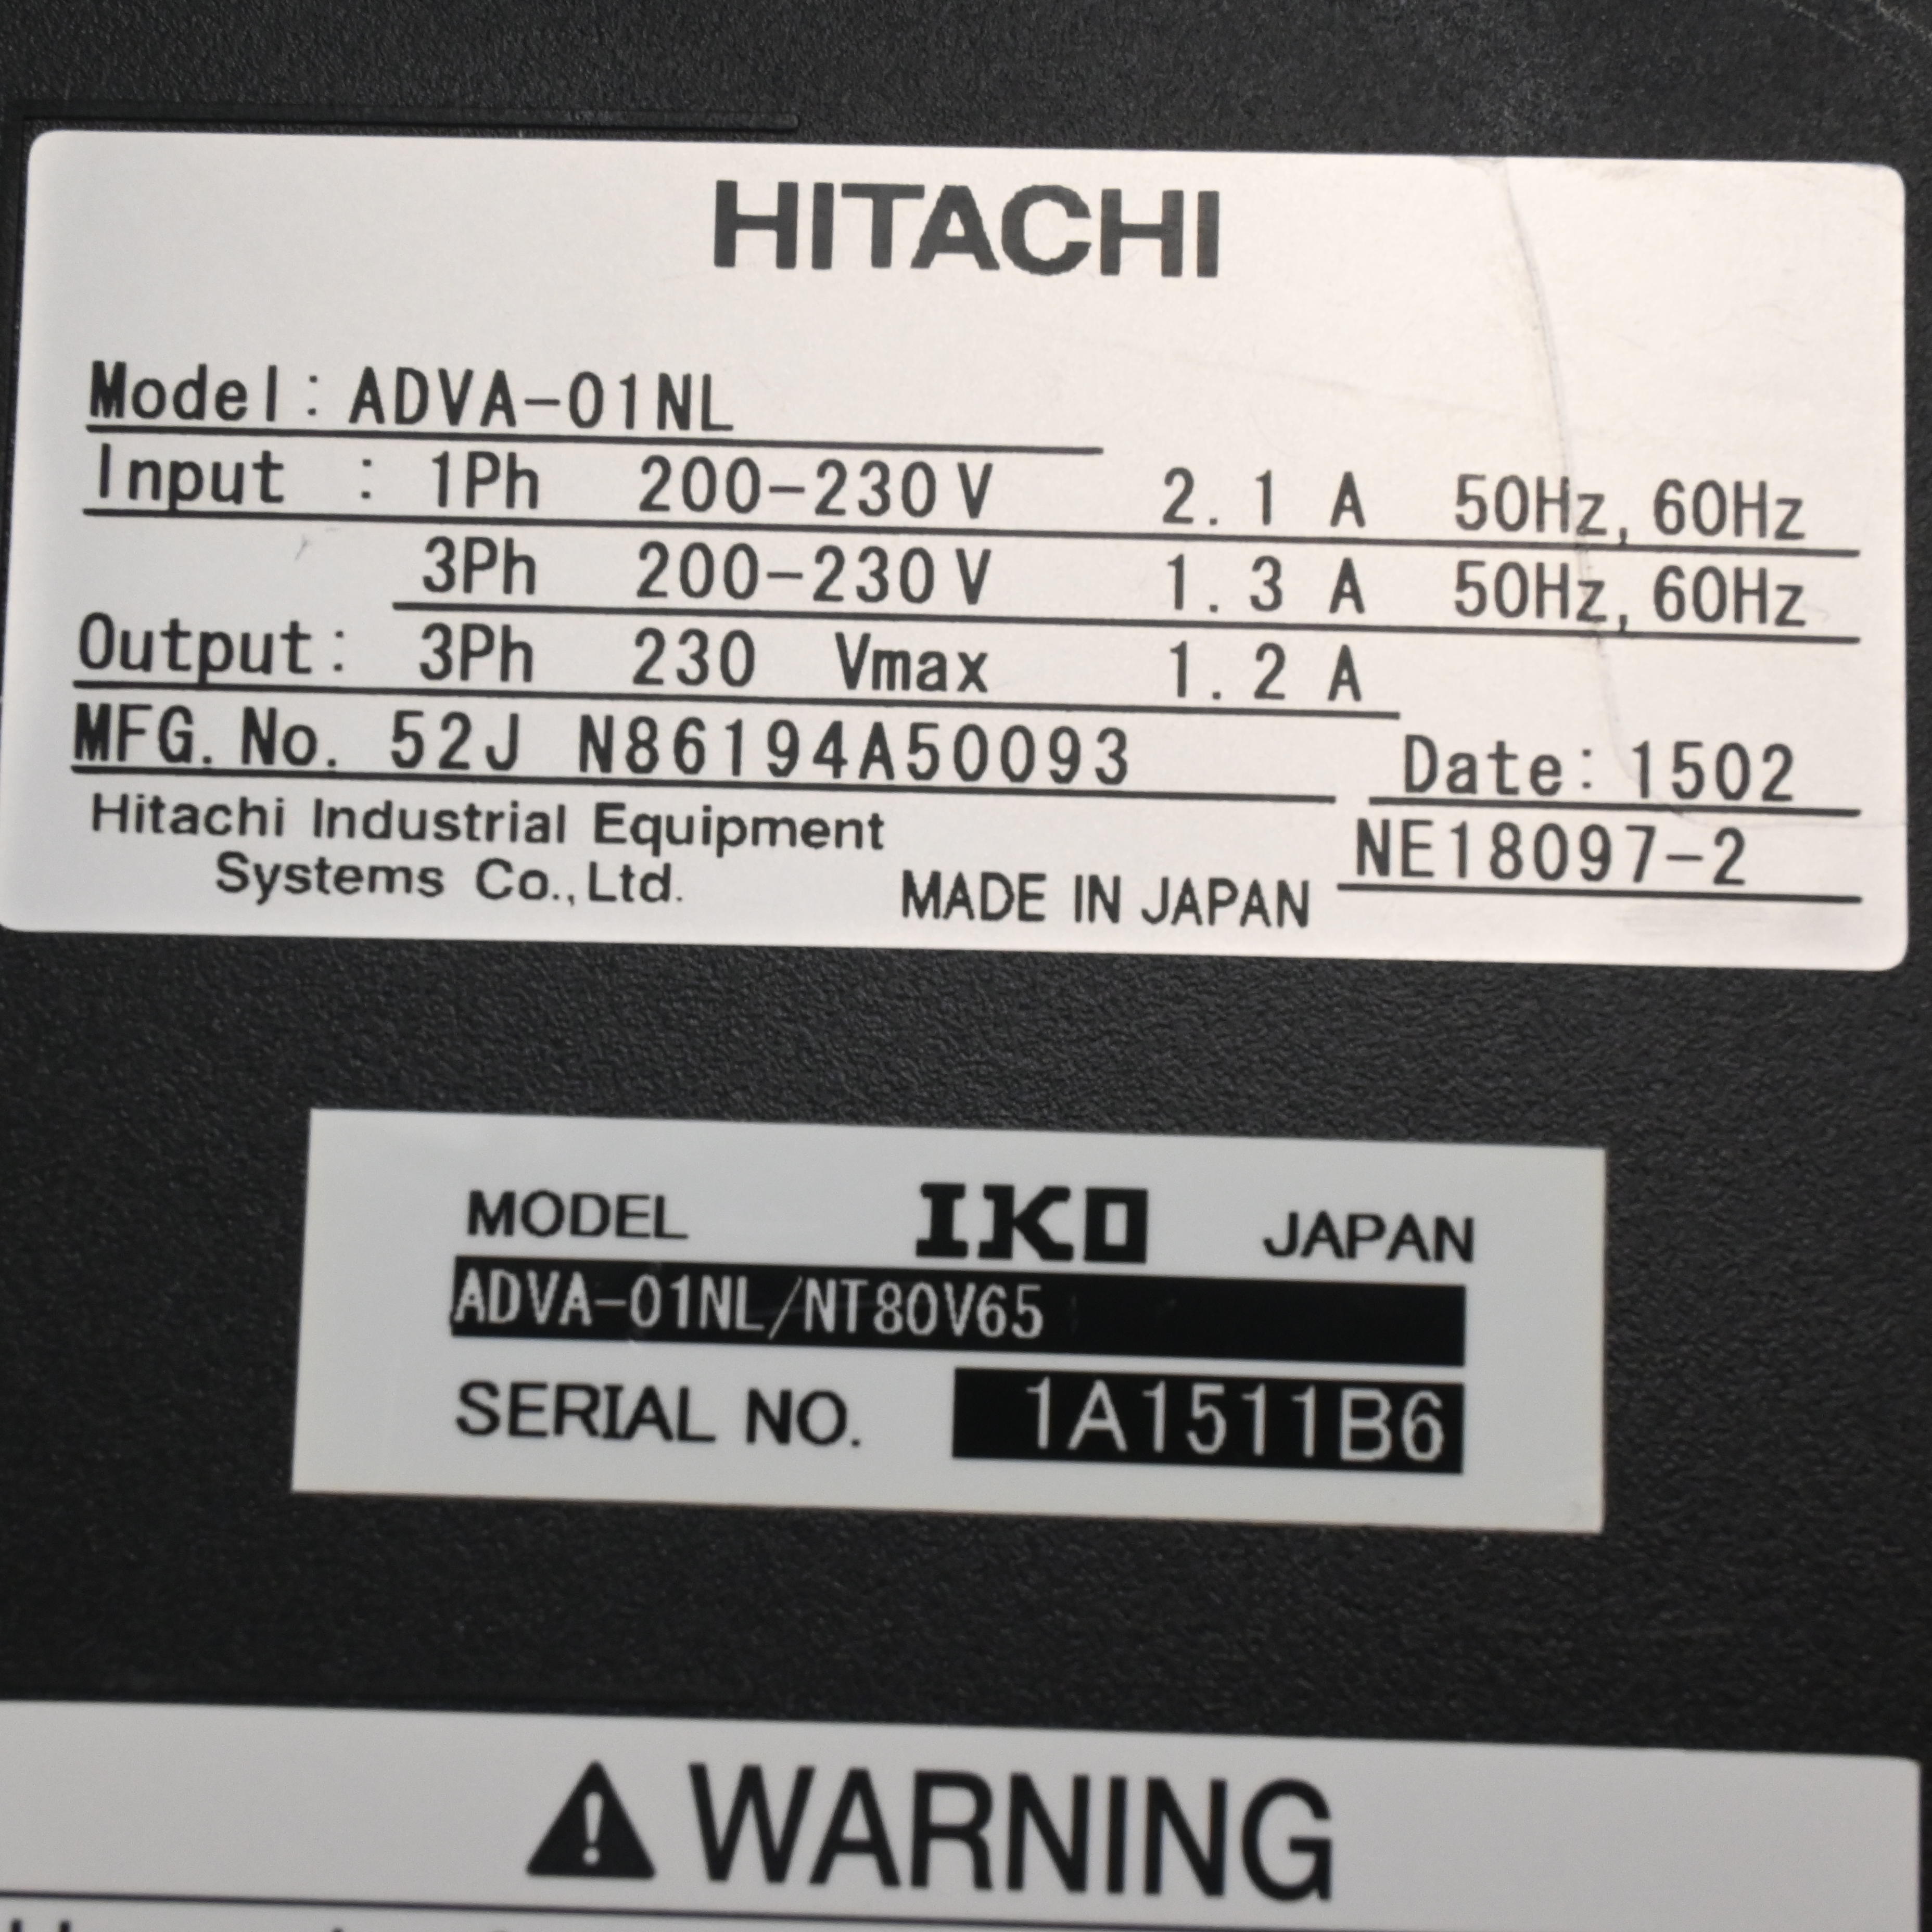 HITACHI
Model: ADVA-01NL
Input : 1Ph 200-230 V 2.1 A 50Hz, 60Hz
3Ph 200-230 V 1.3 A 50Hz, 60Hz
Output: 3Ph 230 Vmax 1.2 A
MFG. No. 52J N86194A50093 Date: 1502
Hitachi Industrial Equipment
Systems Co., Ltd. MADE IN JAPAN NE18097-2
MODEL IKO JAPAN
ADVA-01NL/NT80V65
SERIAL NO. 1A1511B6
WARNING